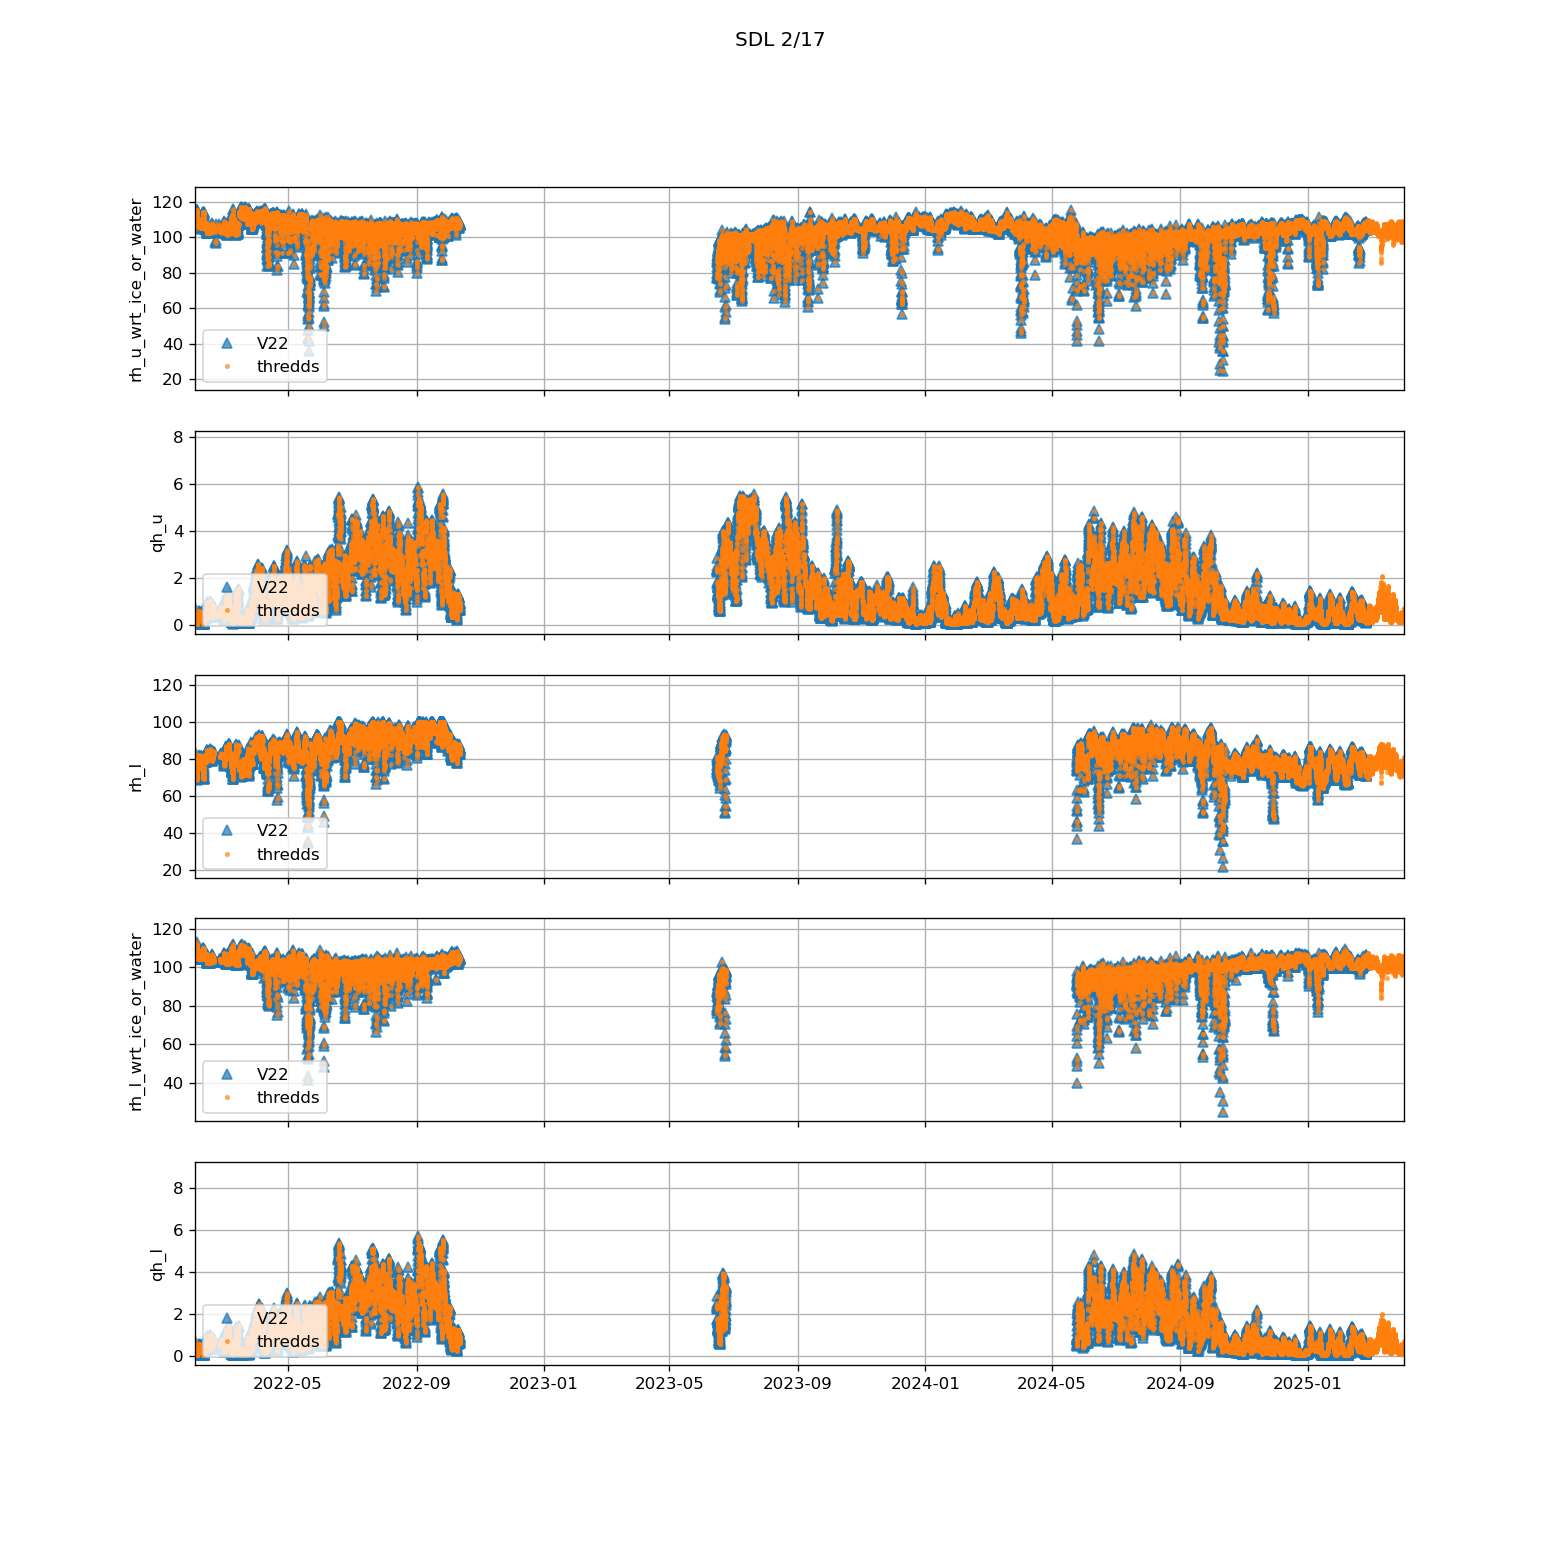 SDL 2/17
rh_u_wrt_ice_or_water
120
100
80
60
40
20
V22
thredds
qh_u
8
6
4
2
0
V22
thredds
rh_l
120
100
80
60
40
20
V22
thredds
rh_l_wrt_ice_or_water
120
100
80
60
40
V22
thredds
qh_l
8
6
4
2
0
V22
thredds
2022-05 2022-09 2023-01 2023-05 2023-09 2024-01 2024-05 2024-09 2025-01